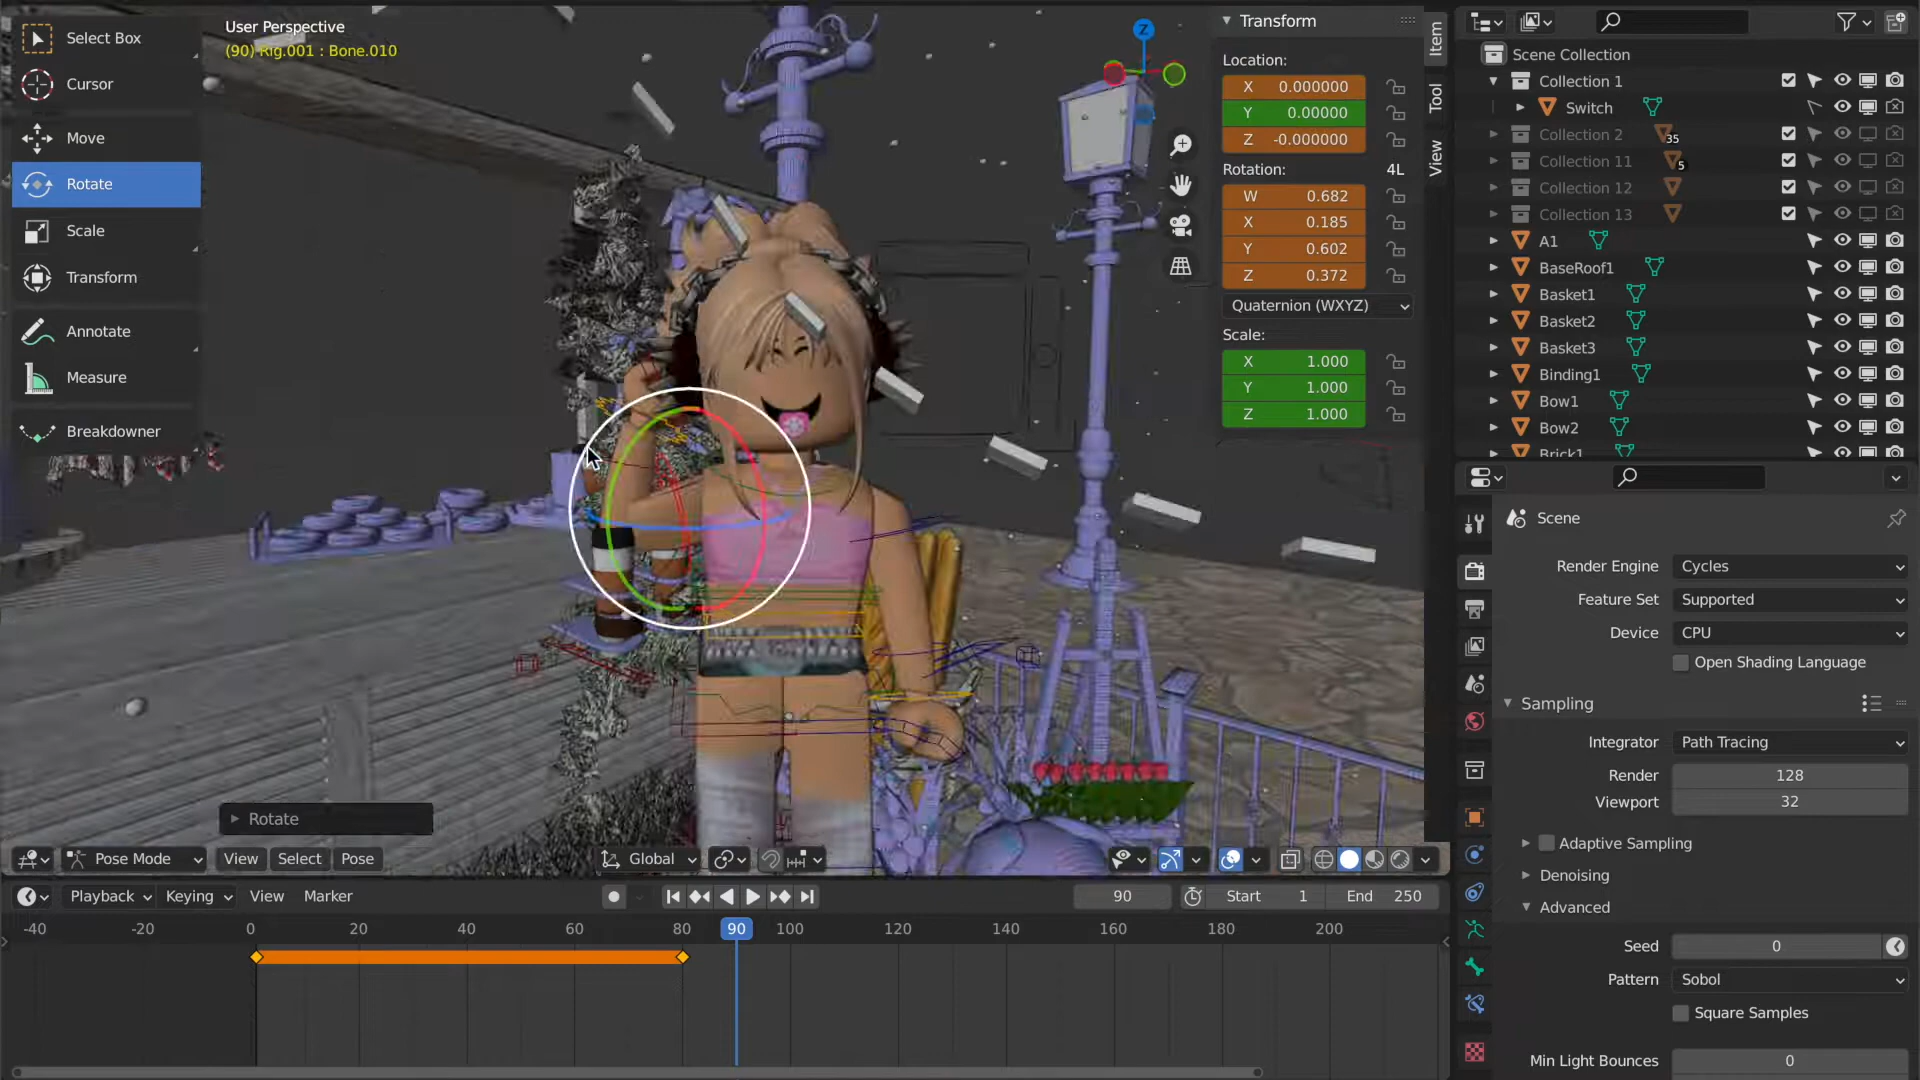 Select Box
Cursor
Move
Rotate
Scale
Transform
Annotate
Measure
Breakdowner
User Perspective
(90) Rig.001 : Bone.010
Z
Transform
Location:
X 0.000000
Y 0.00000
Z -0.000000
Rotation: 4L
W 0.682
X 0.185
Y 0.602
Z 0.372
Quaternion (WXYZ)
Scale:
X 1.000
Y 1.000
Z 1.000
Item
Tool
View
Scene Collection
Collection 1
Switch
Collection 2 35
Collection 11 5
Collection 12
Collection 13
A1
BaseRoof1
Basket1
Basket2
Basket3
Binding1
Bow1
Bow2
Brick1
Scene
Render Engine Cycles
Feature Set Supported
Device CPU
Open Shading Language
Sampling
Integrator Path Tracing
Render 128
Viewport 32
Adaptive Sampling
Denoising
Advanced
Seed 0
Pattern Sobol
Square Samples
Min Light Bounces 0
Rotate
Pose Mode View Select Pose Global
Playback Keying View Marker 90 Start 1 End 250
-40 -20 0 20 40 60 80 90 100 120 140 160 180 200